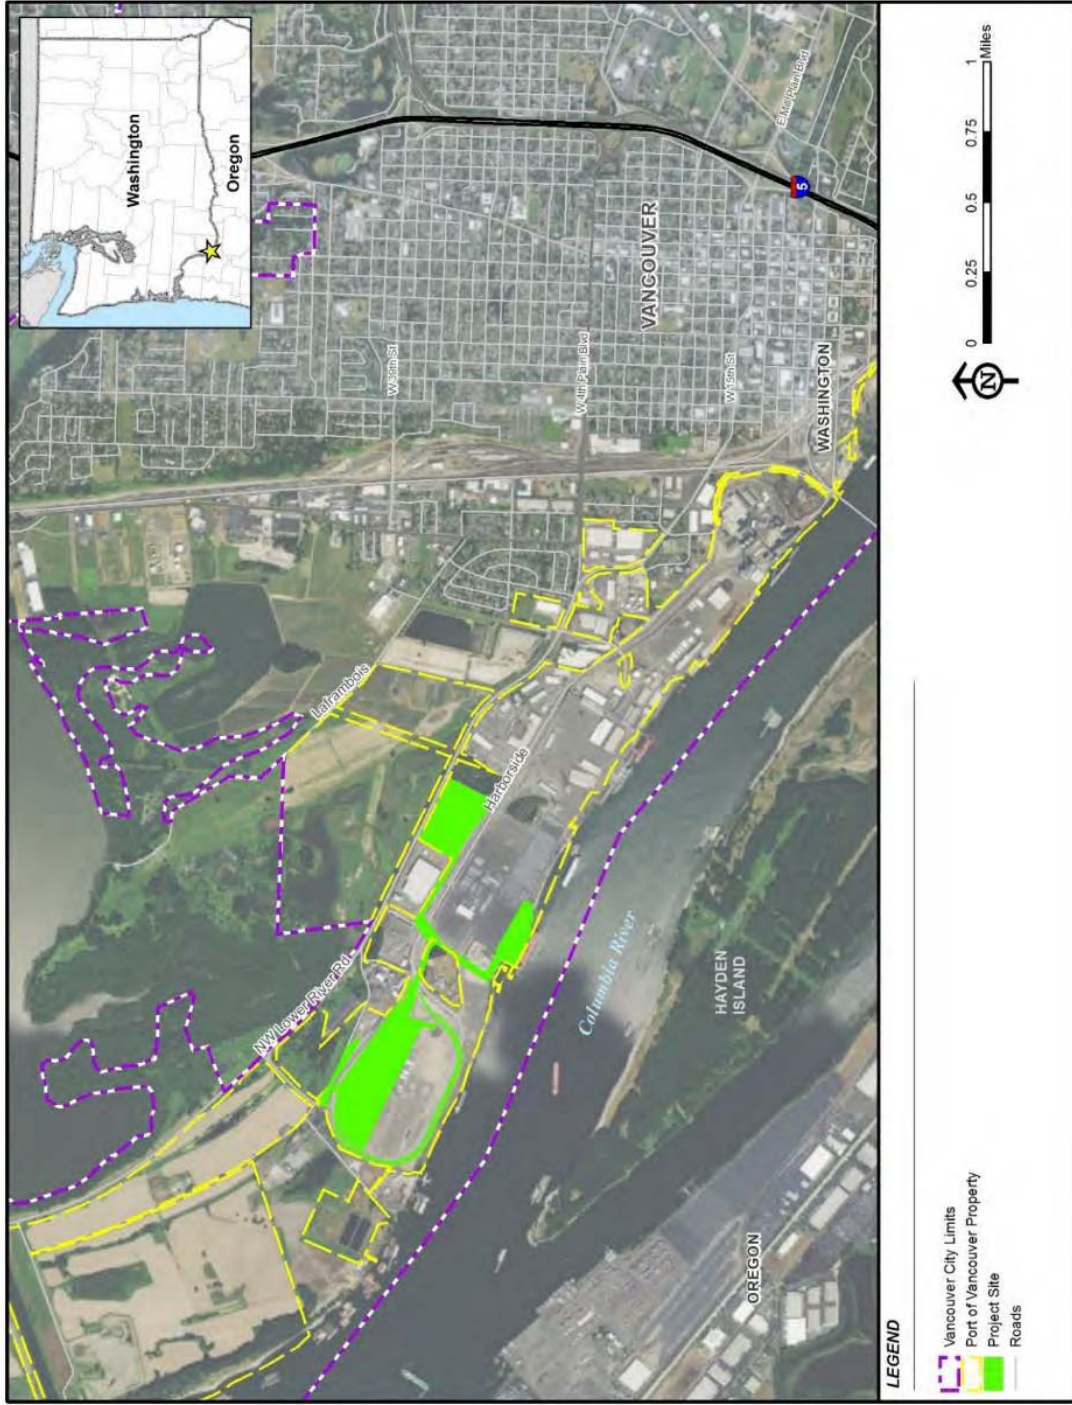 Washington
Oregon
NW Lower River Rd
Laframbois
Harborside
W 39th St
W 4th Plain Blvd
W 15th St
E Mill Plain Blvd
VANCOUVER
WASHINGTON
5
Columbia River
HAYDEN
ISLAND
OREGON
LEGEND
Vancouver City Limits
Port of Vancouver Property
Project Site
Roads
N
0 0.25 0.5 0.75 1
Miles